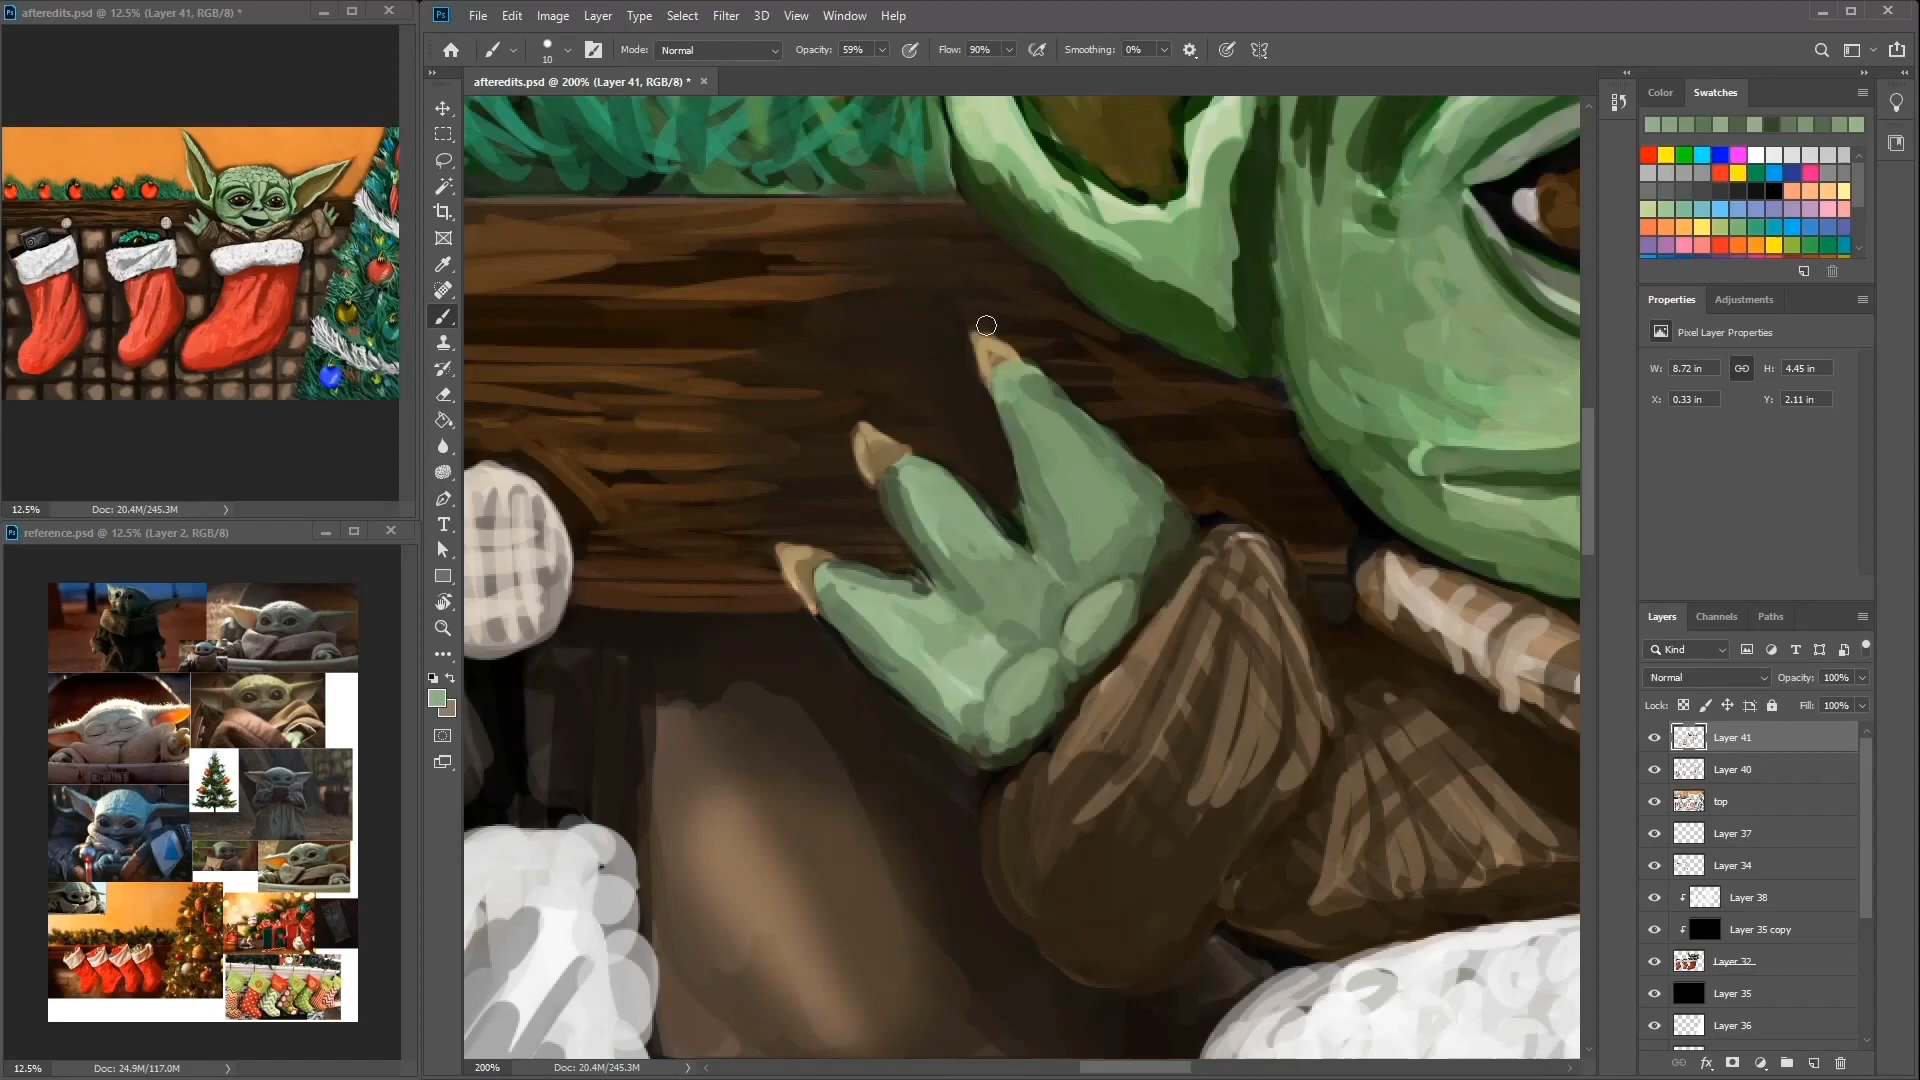 afteredits.psd @ 12.5% (Layer 41, RGB/8) *
Ps
File Edit Image Layer Type Select Filter 3D View Window Help
10
Mode: Normal
Opacity: 59%
Flow: 90%
Smoothing: 0%
afteredits.psd @ 200% (Layer 41, RGB/8) *
12.5%
Doc: 20.4M/245.3M
reference.psd @ 12.5% (Layer 2, RGB/8)
12.5%
Doc: 24.9M/117.0M
200%
Doc: 20.4M/245.3M
Color Swatches
Properties Adjustments
Pixel Layer Properties
W: 8.72 in
H: 4.45 in
X: 0.33 in
Y: 2.11 in
Layers Channels Paths
Kind
Normal
Opacity: 100%
Lock:
Fill: 100%
Layer 41
Layer 40
top
Layer 37
Layer 34
Layer 38
Layer 35 copy
Layer 32
Layer 35
Layer 36
fx